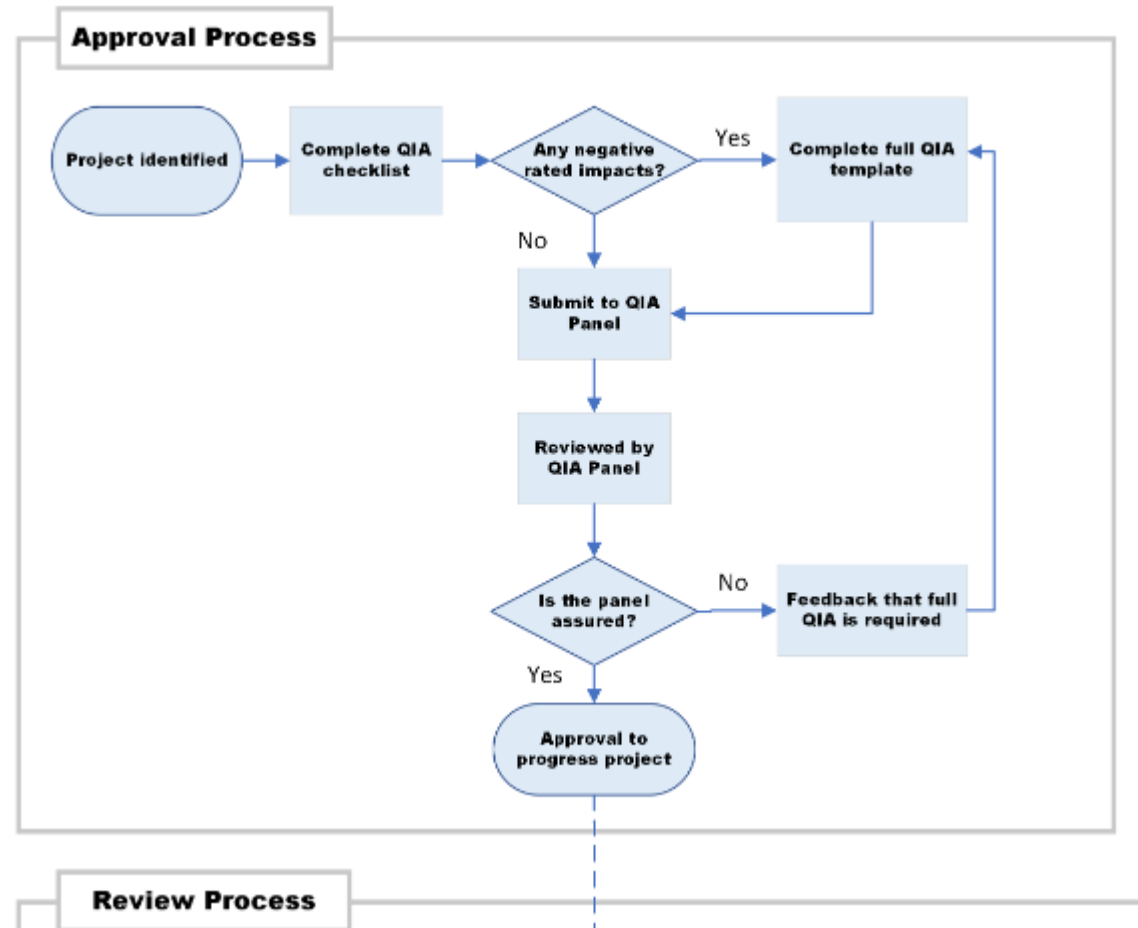 Approval Process
Project identified
Complete QIA
checklist
Any negative
rated impacts?
Yes
Complete full QIA
template
No
Submit to QIA
Panel
Reviewed by
QIA Panel
Is the panel
assured?
No
Feedback that full
QIA is required
Yes
Approval to
progress project
Review Process